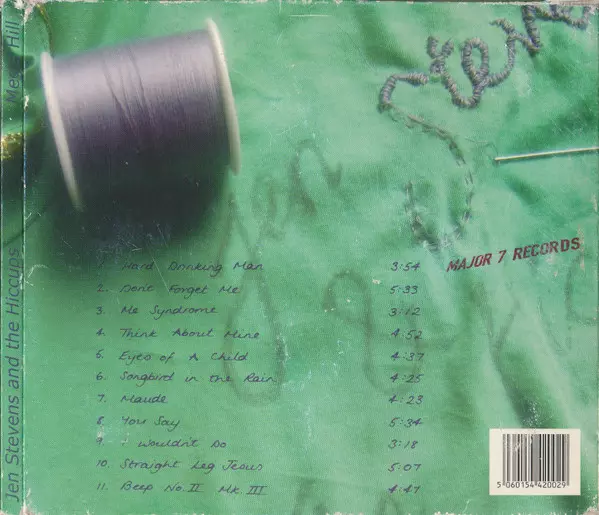 Jen Stevens and the Hiccups
Hill
Jen
1. Hard Drinking Man 3:54
2. Dont Forget Me 5:33
3. Me Syndrome 3:12
4. Think About Mine 4:52
5. Eyes of A Child 4:37
6. Songbird in the Rain 4:25
7. Maude 4:23
8. You Say 5:34
9. I Wouldn't Do 3:18
10. Straight Leg Jesus 5:07
11. Beep No. II Mk. III 4:47
MAJOR 7 RECORDS
5 060154 420029